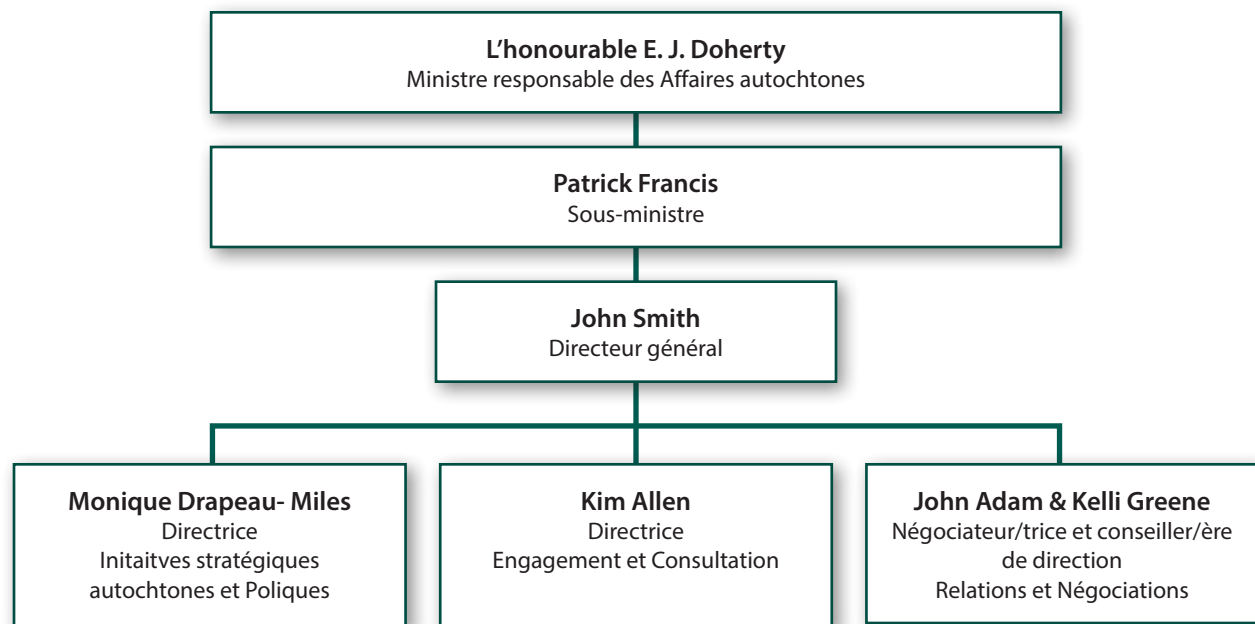 L'honourable E. J. Doherty
Ministre responsable des Affaires autochtones
Patrick Francis
Sous-ministre
John Smith
Directeur général
Monique Drapeau- Miles
Directrice
Initaitves stratégiques
autochtones et Poliques
Kim Allen
Directrice
Engagement et Consultation
John Adam & Kelli Greene
Négociateur/trice et conseiller/ère
de direction
Relations et Négociations